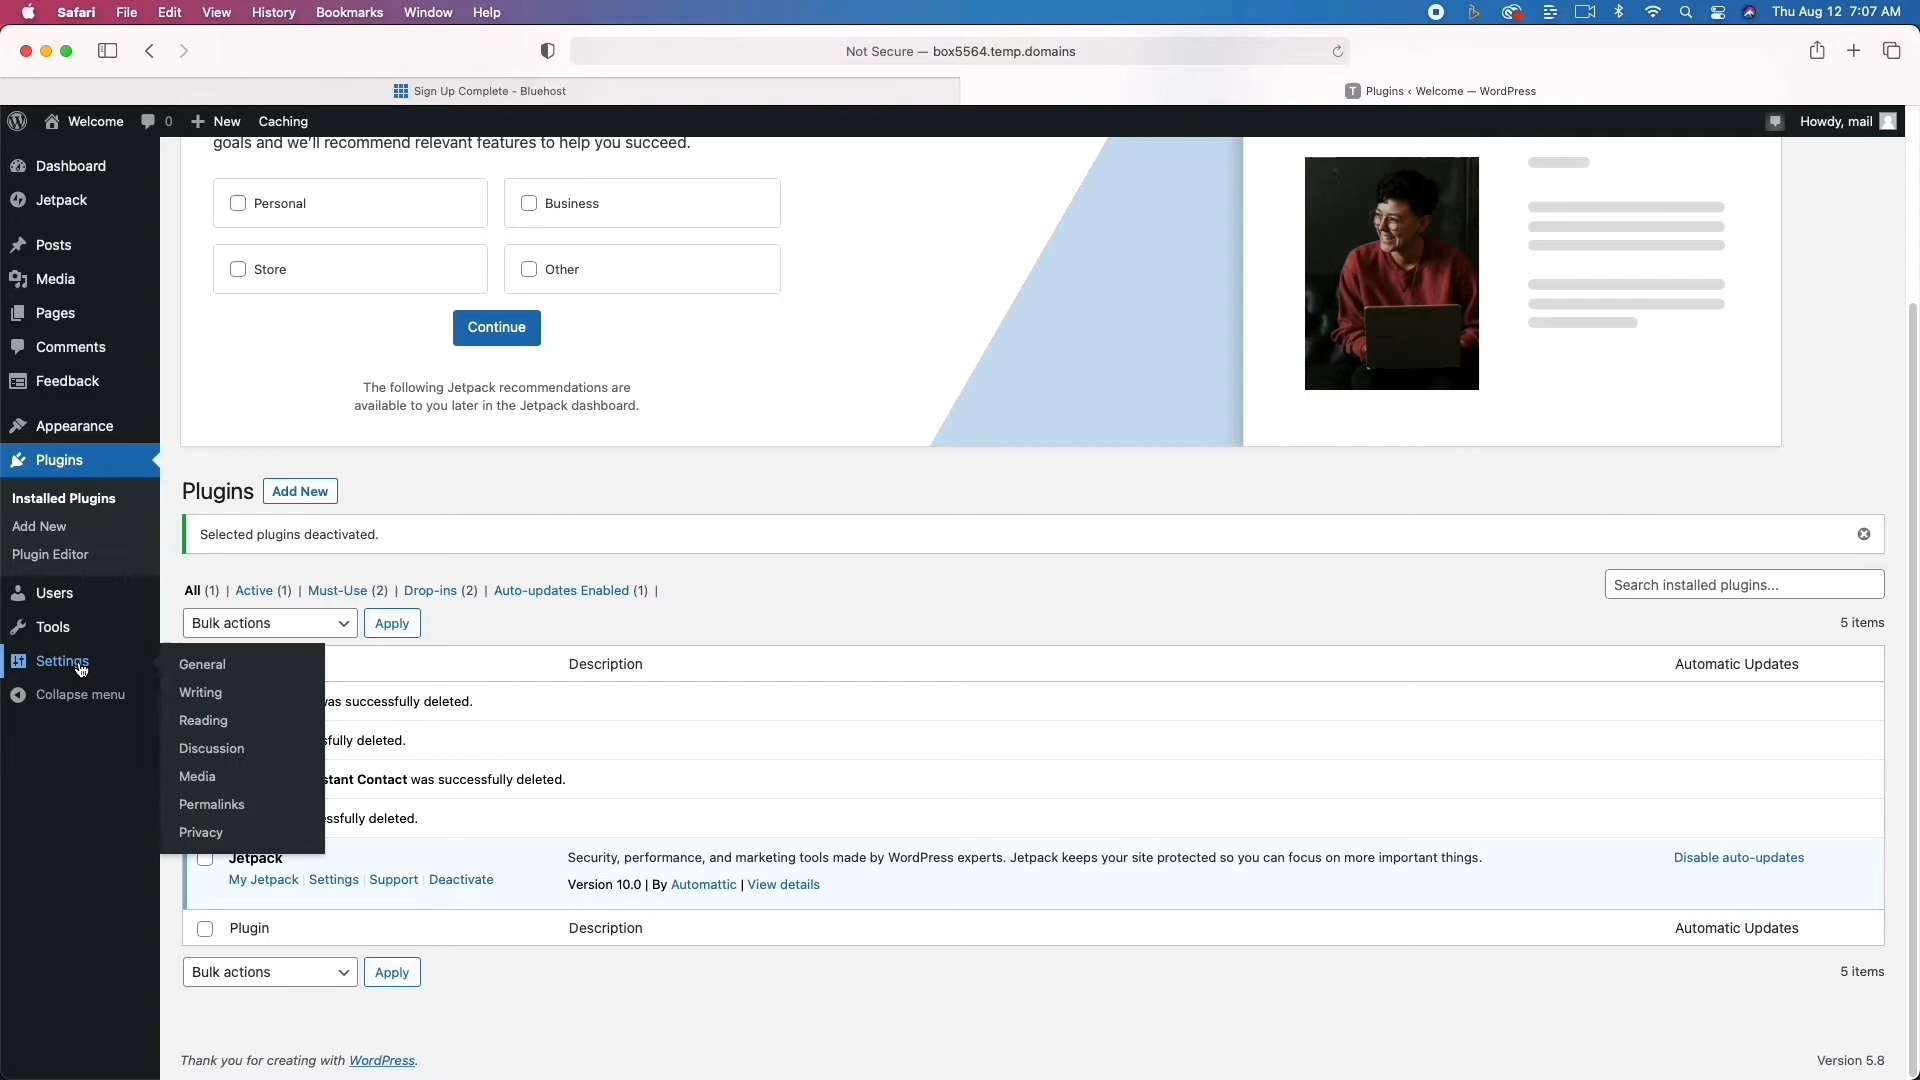 Safari File Edit View History Bookmarks Window Help Thu Aug 12 7:07 AM
Not Secure — box5564.temp.domains
Sign Up Complete - Bluehost
T Plugins ‹ Welcome — WordPress
Welcome 0 New Caching Howdy, mail
goals and we'll recommend relevant features to help you succeed.
Dashboard
Jetpack
Posts
Media
Pages
Comments
Feedback
Appearance
Plugins
Installed Plugins
Add New
Plugin Editor
Users
Tools
Settings
Collapse menu
General
Writing
Reading
Discussion
Media
Permalinks
Privacy
Personal
Business
Store
Other
Continue
The following Jetpack recommendations are
available to you later in the Jetpack dashboard.
Plugins Add New
Selected plugins deactivated.
All (1) | Active (1) | Must-Use (2) | Drop-ins (2) | Auto-updates Enabled (1) |
Search installed plugins...
Bulk actions Apply
5 items
Description Automatic Updates
was successfully deleted.
sfully deleted.
stant Contact was successfully deleted.
essfully deleted.
Jetpack
My Jetpack | Settings | Support | Deactivate
Security, performance, and marketing tools made by WordPress experts. Jetpack keeps your site protected so you can focus on more important things.
Version 10.0 | By Automattic | View details
Disable auto-updates
Plugin Description Automatic Updates
Bulk actions Apply
5 items
Thank you for creating with WordPress.
Version 5.8